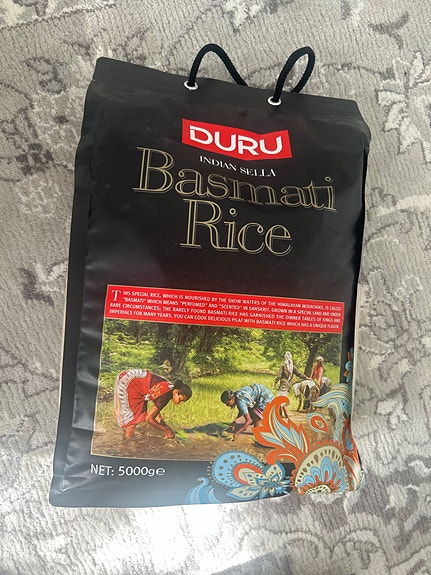 DURU
INDIAN SELLA
Basmati
Rice
THIS SPECIAL RICE, WHICH IS NOURISHED BY THE SNOW WATERS OF THE HIMALAYAN MOUNTAINS, IS CALLED
"BASMATI" WHICH MEANS "PERFUMED" AND "SCENTED" IN SANSKRIT. GROWN IN A SPECIAL LAND AND UNDER
RARE CIRCUMSTANCES; THE RARELY FOUND BASMATI RICE HAS GARNISHED THE DINNER TABLES OF KINGS AND
IMPERIALS FOR MANY YEARS. YOU CAN COOK DELICIOUS PILAF WITH BASMATI RICE WHICH HAS A UNIQUE FLAVOR.
NET: 5000g℮